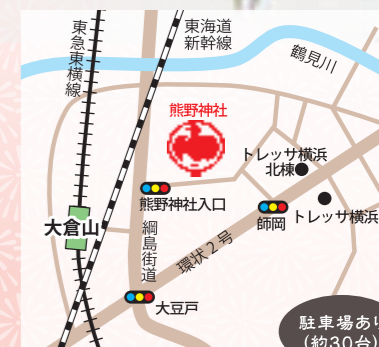 東急東横線
東海道
新幹線
鶴見川
熊野神社
トレッサ横浜
北棟
熊野神社入口
師岡
トレッサ横浜
大倉山
綱島街道
環状2号
大豆戸
駐車場あり
(約30台)